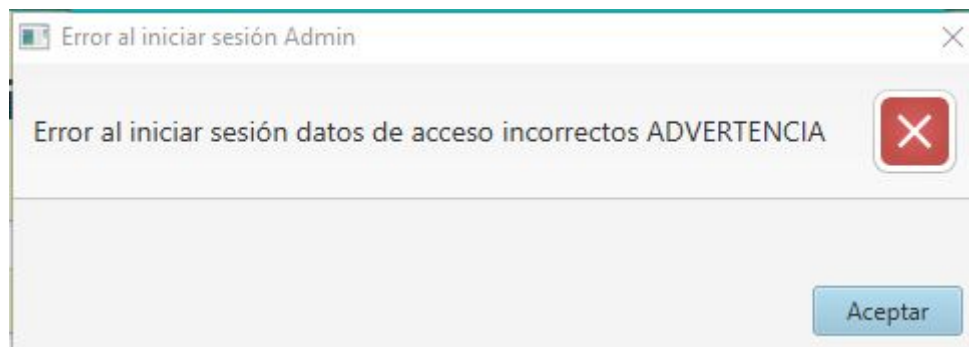 Error al iniciar sesión Admin
Error al iniciar sesión datos de acceso incorrectos ADVERTENCIA
Aceptar